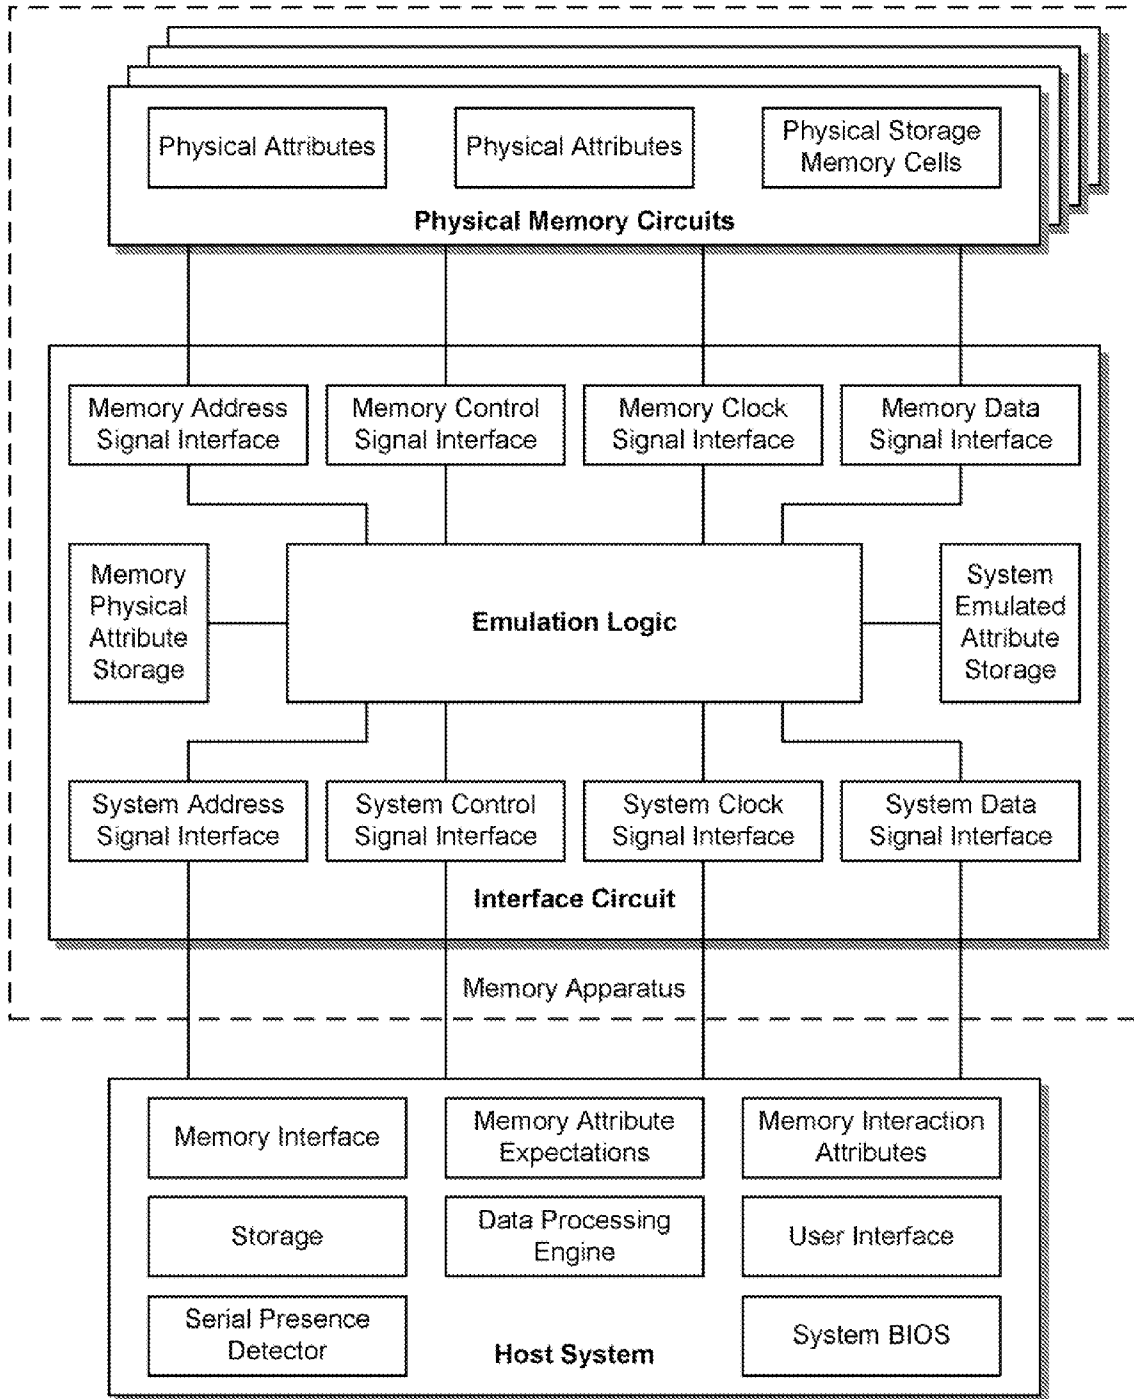 Physical Attributes
Physical Attributes
Physical Storage
Memory Cells
Physical Memory Circuits
Memory Address
Signal Interface
Memory Control
Signal Interface
Memory Clock
Signal Interface
Memory Data
Signal Interface
Memory
Physical
Attribute
Storage
Emulation Logic
System
Emulated
Attribute
Storage
System Address
Signal Interface
System Control
Signal Interface
System Clock
Signal Interface
System Data
Signal Interface
Interface Circuit
Memory Apparatus
Memory Interface
Memory Attribute
Expectations
Memory Interaction
Attributes
Storage
Data Processing
Engine
User Interface
Serial Presence
Detector
Host System
System BIOS